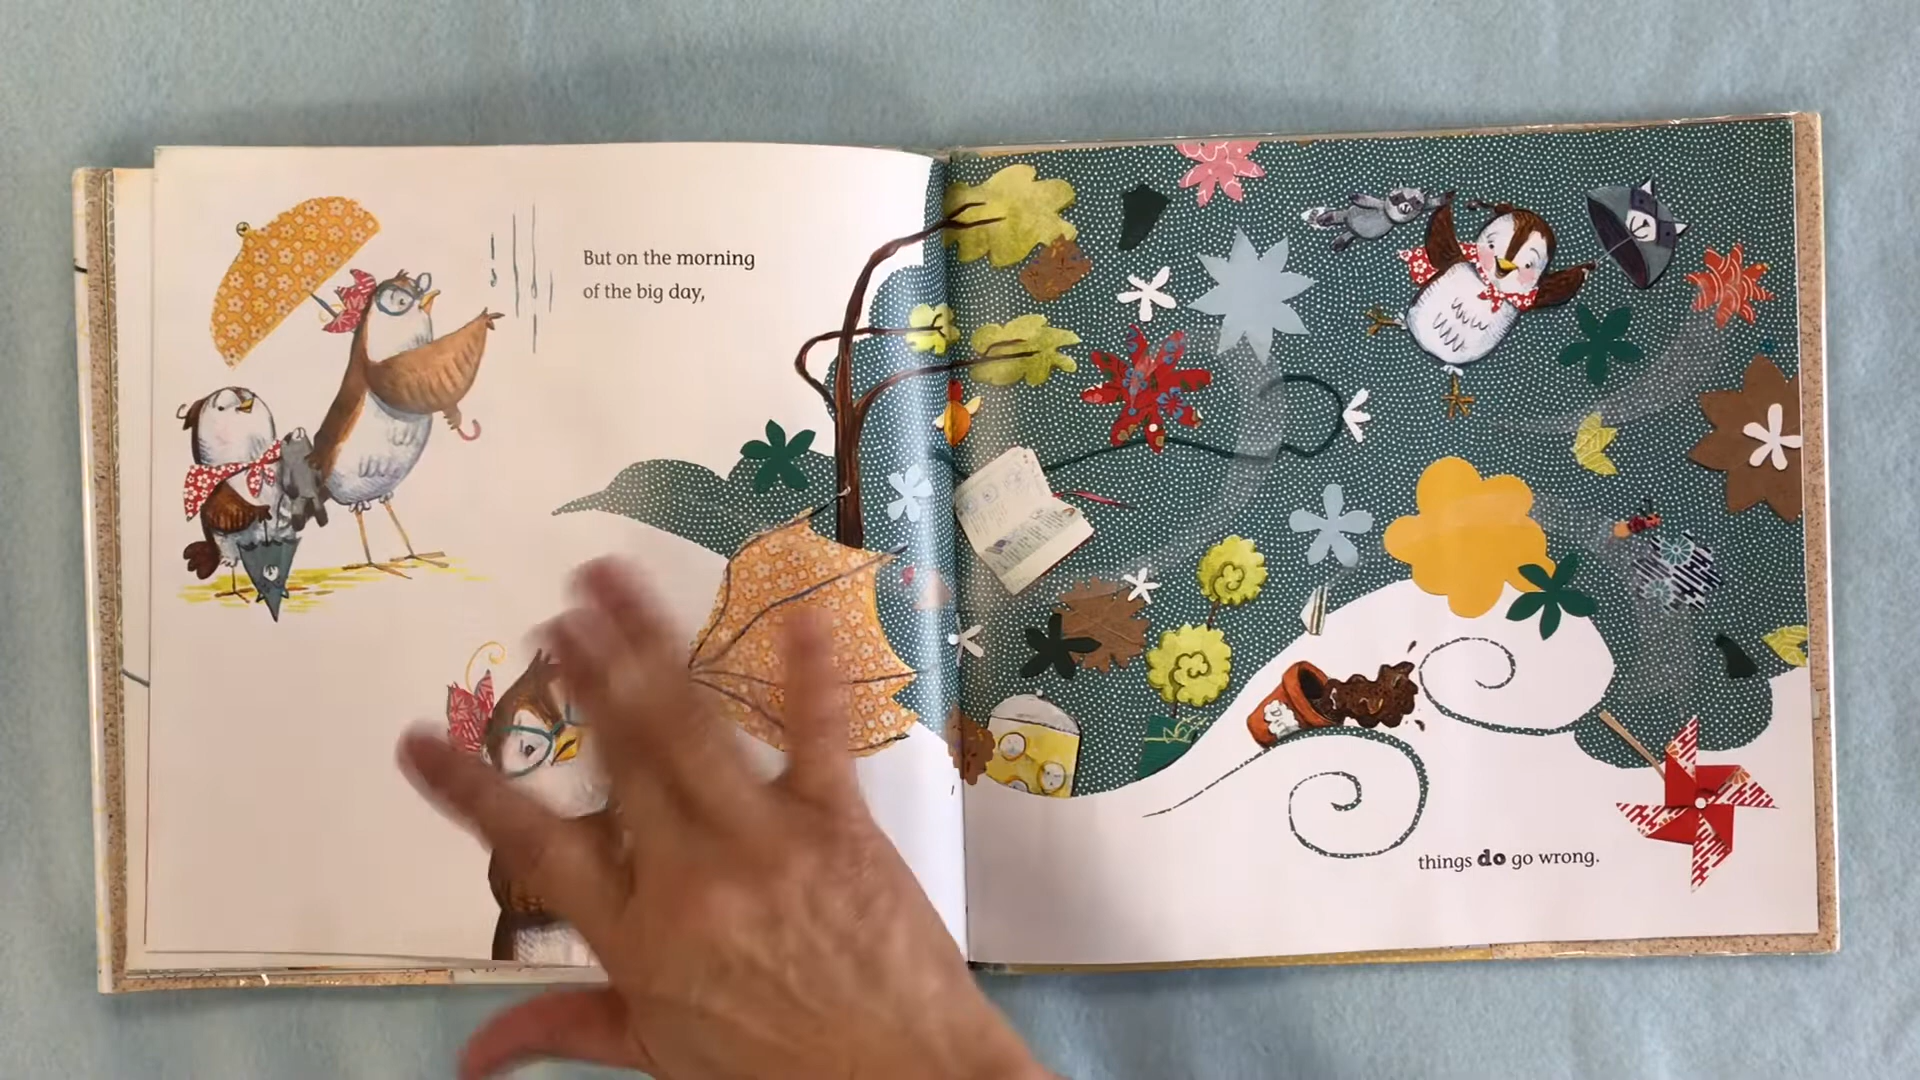 But on the morning
of the big day,
things do go wrong.